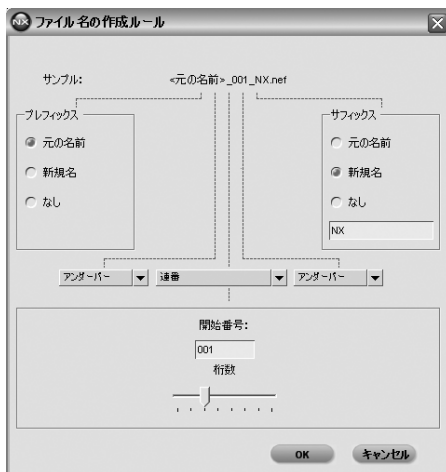 NX ファイル名の作成ルール
サンプル: <元の名前>_001_NX.nef
プレフィックス
元の名前
新規名
なし
サフィックス
元の名前
新規名
なし
NX
アンダーバー 連番 アンダーバー
開始番号:
001
桁数
OK キャンセル